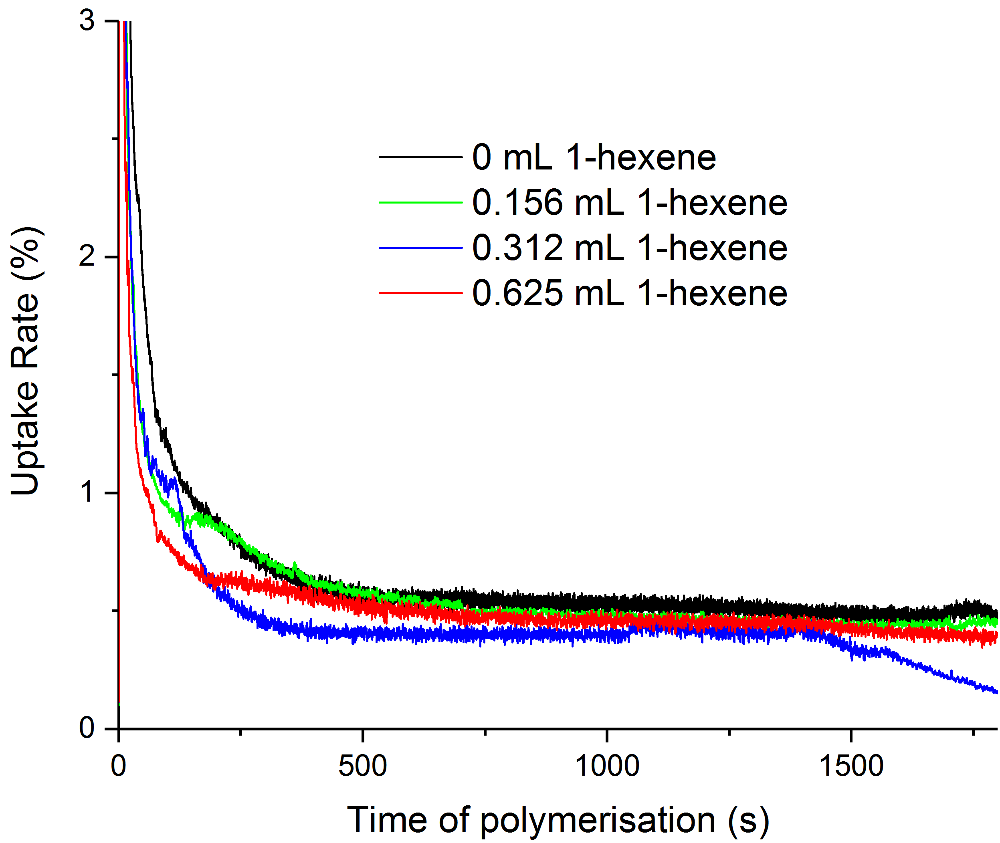 3
2
1
0
Uptake Rate (%)
0 mL 1-hexene
0.156 mL 1-hexene
0.312 mL 1-hexene
0.625 mL 1-hexene
0 500 1000 1500
Time of polymerisation (s)